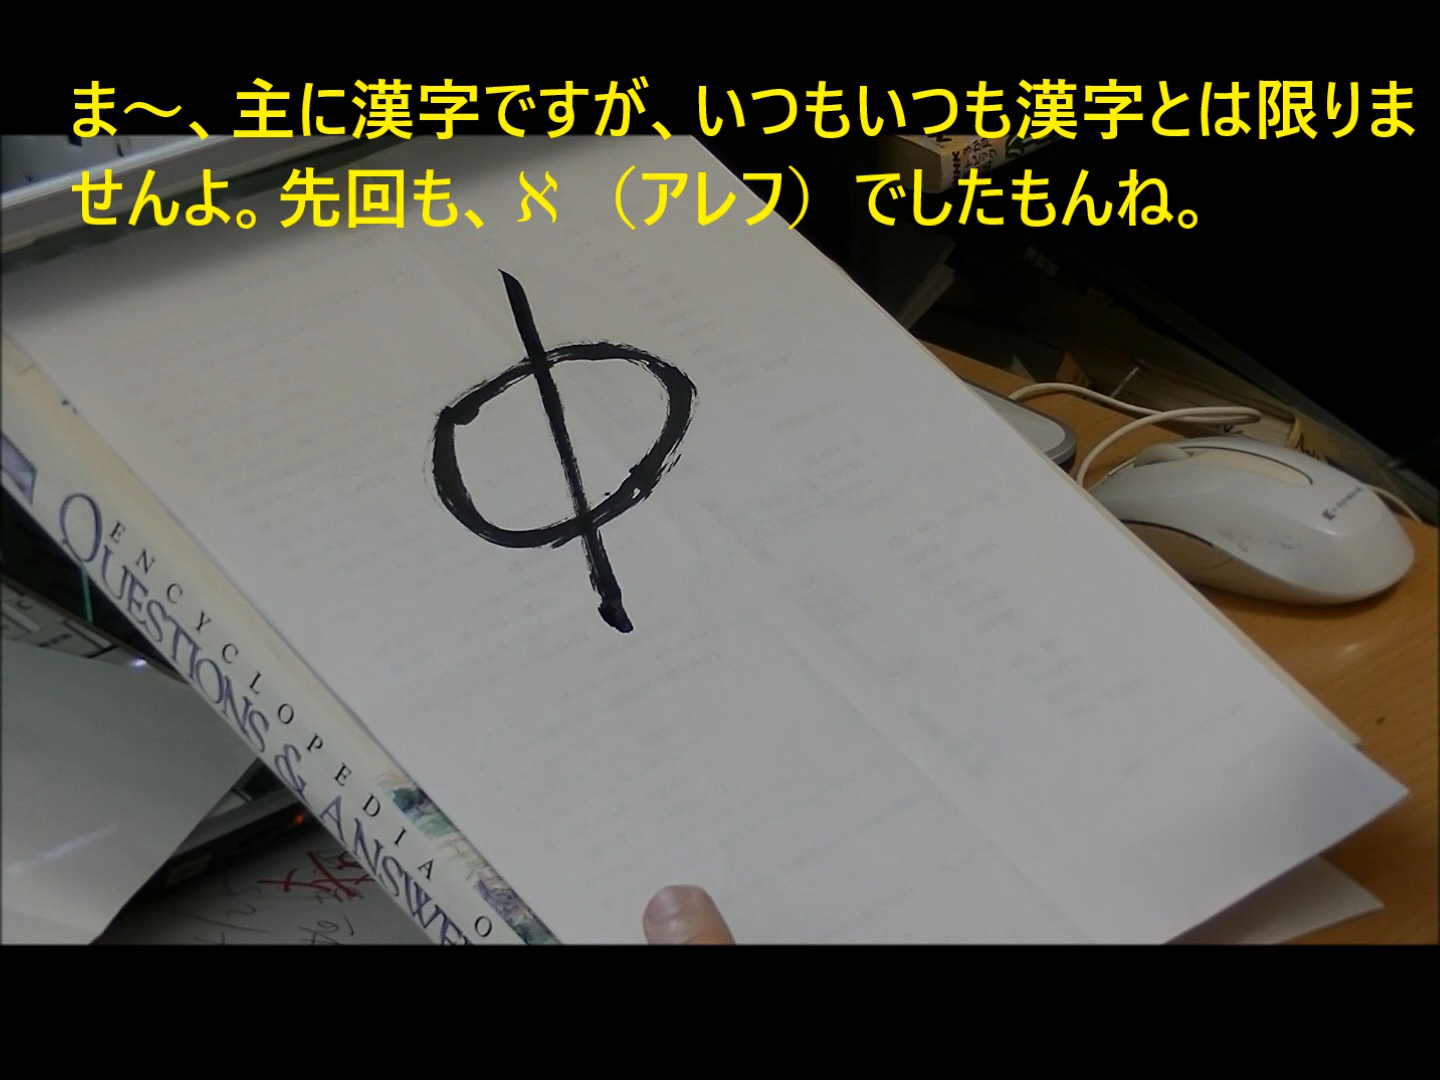 ま～、主に漢字ですが、いつもいつも漢字とは限りま
せんよ。先回も、ℵ （アレフ） でしたもんね。
Φ
ENCYCLOPEDIA O
QUESTIONS & ANSWE